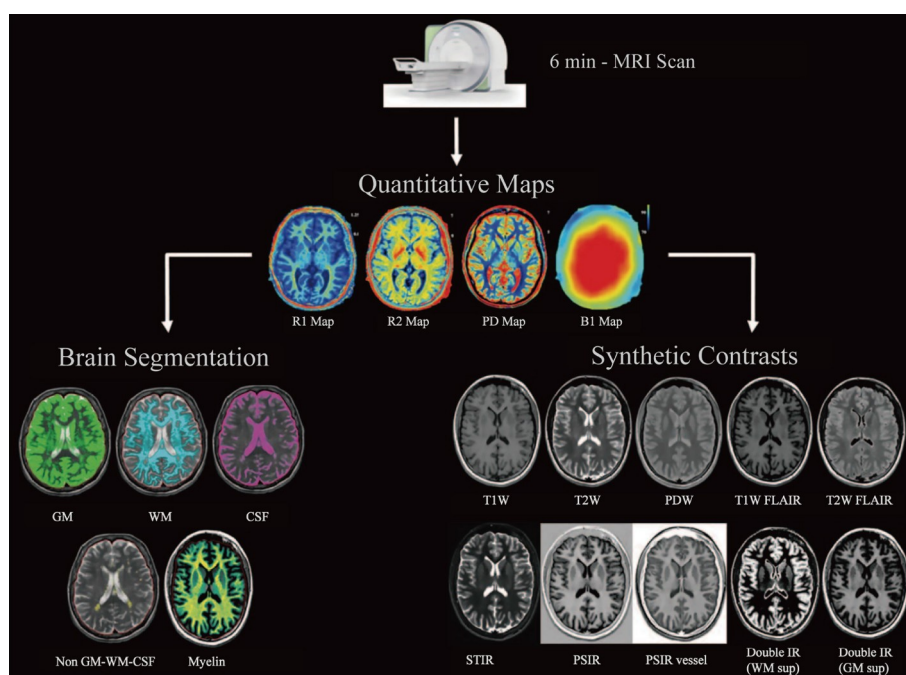 6 min - MRI Scan
Quantitative Maps
R1 Map
R2 Map
PD Map
B1 Map
Brain Segmentation
GM
WM
CSF
Non GM-WM-CSF
Myelin
Synthetic Contrasts
T1W
T2W
PDW
T1W FLAIR
T2W FLAIR
STIR
PSIR
PSIR vessel
Double IR
(WM sup)
Double IR
(GM sup)